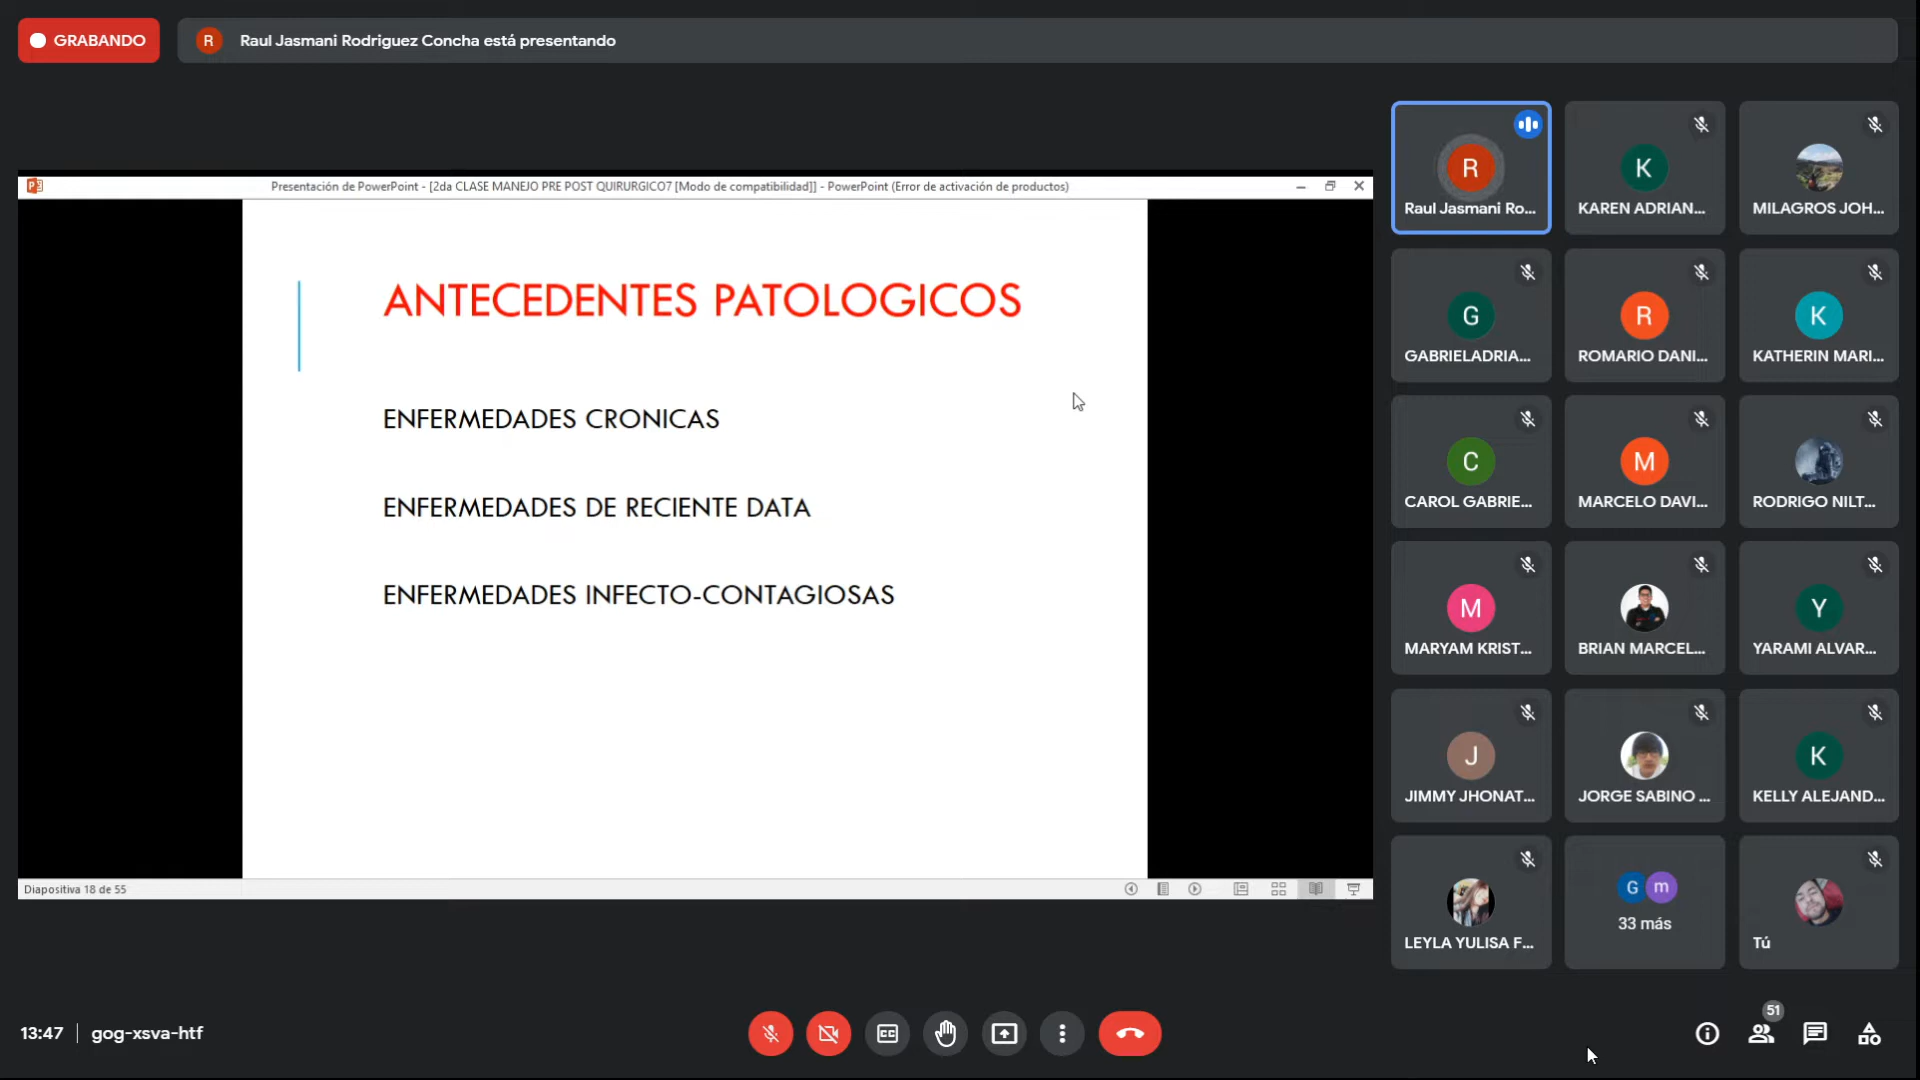 GRABANDO
R Raul Jasmani Rodriguez Concha está presentando
Presentación de PowerPoint - [2da CLASE MANEJO PRE POST QUIRURGICO7 [Modo de compatibilidad]] - PowerPoint (Error de activación de productos)
ANTECEDENTES PATOLOGICOS
ENFERMEDADES CRONICAS
ENFERMEDADES DE RECIENTE DATA
ENFERMEDADES INFECTO-CONTAGIOSAS
Diapositiva 18 de 55
R
Raul Jasmani Ro...
K
KAREN ADRIAN...
MILAGROS JOH...
G
GABRIELADRIA...
R
ROMARIO DANI...
K
KATHERIN MARI...
C
CAROL GABRIE...
M
MARCELO DAVI...
RODRIGO NILT...
M
MARYAM KRIST...
BRIAN MARCEL...
Y
YARAMI ALVAR...
J
JIMMY JHONAT...
JORGE SABINO ...
K
KELLY ALEJAND...
LEYLA YULISA F...
G m
33 más
Tú
13:47 | gog-xsva-htf
CC
51